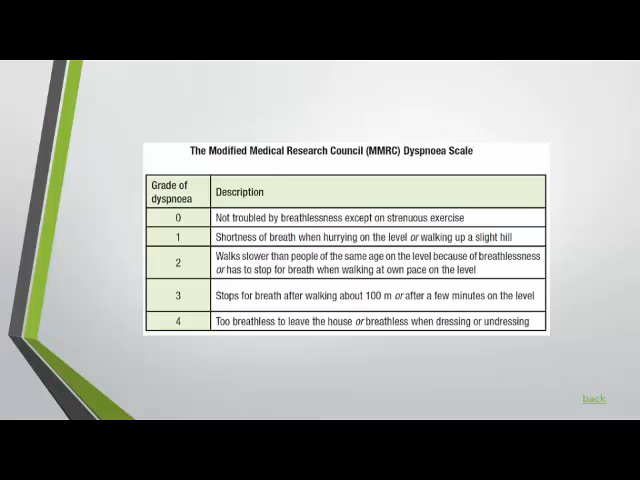 The Modified Medical Research Council (MMRC) Dyspnoea Scale
Grade of
dyspnoea
Description
0
Not troubled by breathlessness except on strenuous exercise
1
Shortness of breath when hurrying on the level or walking up a slight hill
2
Walks slower than people of the same age on the level because of breathlessness
or has to stop for breath when walking at own pace on the level
3
Stops for breath after walking about 100 m or after a few minutes on the level
4
Too breathless to leave the house or breathless when dressing or undressing
back